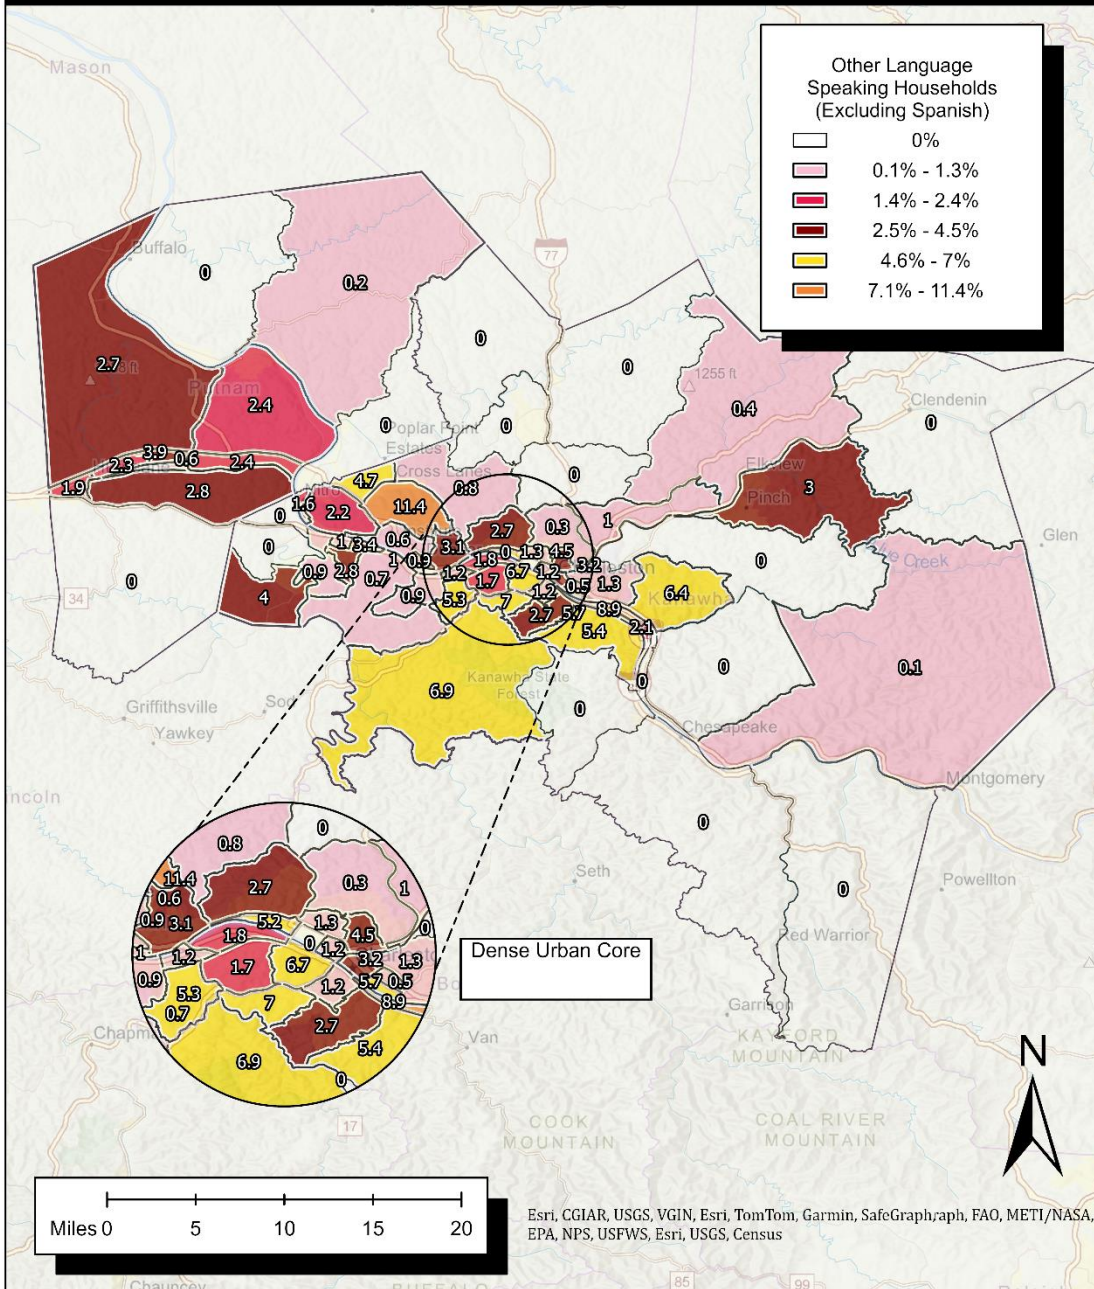 Mason
Other Language
Speaking Households
(Excluding Spanish)
0%
0.1% - 1.3%
1.4% - 2.4%
2.5% - 4.5%
4.6% - 7%
7.1% - 11.4%
77
Buffalo
0
0.2
0
2.7
ft
Putnam
2.4
0
1255 ft
0.4
Clendenin
0
0
Poplar Point
Estates
Cross Lanes
0
3.9
0.6
2.3
2.4
1.9
2.8
4.7
0.8
0
Elkview
Pinch
3
11.4
1.6
2.2
0
2.7
0.3
1
Glen
0
1
3.4
0.6
3.1
0
1.3
4.5
0
Creek
0.9
2.8
0.7
1
0.9
1.8
3.2
1.2
1.7
6.7
1.2
0.5
1.3
34
0
4
0.9
5.3
7
1.2
2.7
5.7
8.9
Kanawha
6.4
5.4
2.1
0
0.1
6.9
Kanawha State
Forest
0
0
Griffithsville
Sod
Yawkey
Chesapeake
Montgomery
incoln
0
0.8
0
11.4
2.7
0.3
1
0.6
0.9
3.1
5.2
1.3
0
1.8
0
1.2
4.5
1
1.2
3.2
1.3
0.9
1.7
6.7
5.7
0.5
5.3
1.2
0.7
7
8.9
2.7
6.9
5.4
0
Seth
0
Powellton
Red Warrior
Dense Urban Core
Bo
Garrison
Chapma
Van
KAYFORD
MOUNTAIN
N
17
COOK
MOUNTAIN
COAL RIVER
MOUNTAIN
Miles 0 5 10 15 20
Esri, CGIAR, USGS, VGIN, Esri, TomTom, Garmin, SafeGraph,raph, FAO, METI/NASA,
EPA, NPS, USFWS, Esri, USGS, Census
Chauncey
85
99